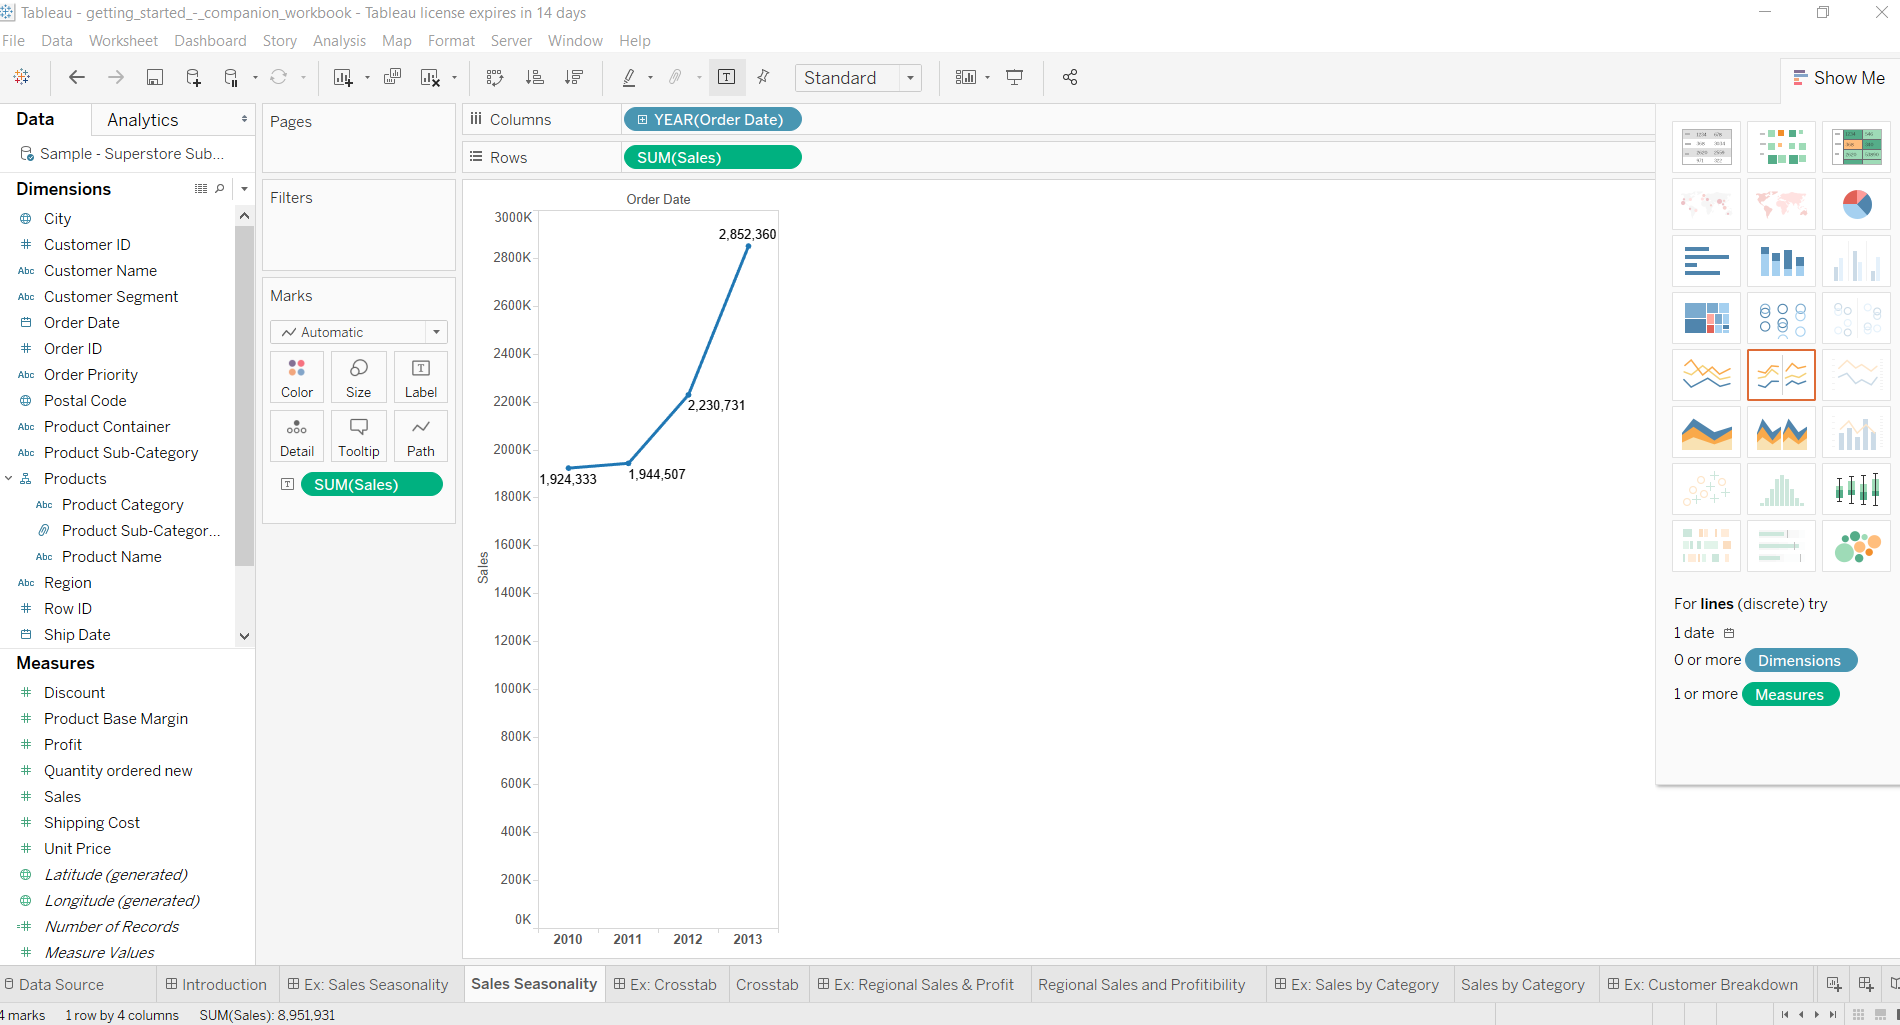 Tableau - getting_started_-_companion_workbook - Tableau license expires in 14 days
File Data Worksheet Dashboard Story Analysis Map Format Server Window Help
Standard
Show Me
Data
Analytics
Sample - Superstore Sub...
Dimensions
City
Customer ID
Abc Customer Name
Abc Customer Segment
Order Date
Order ID
Abc Order Priority
Postal Code
Abc Product Container
Abc Product Sub-Category
Products
Abc Product Category
Product Sub-Categor...
Abc Product Name
Abc Region
Row ID
Ship Date
Measures
Discount
Product Base Margin
Profit
Quantity ordered new
Sales
Shipping Cost
Unit Price
Latitude (generated)
Longitude (generated)
Number of Records
Measure Values
Pages
Filters
Marks
Automatic
Color Size Label
Detail Tooltip Path
SUM(Sales)
Columns YEAR(Order Date)
Rows SUM(Sales)
Order Date
3000K
2800K
2600K
2400K
2200K
2000K
1800K
1600K
1400K
1200K
1000K
800K
600K
400K
200K
0K
Sales
2,852,360
2,230,731
1,944,507
1,924,333
2010 2011 2012 2013
For lines (discrete) try
1 date
0 or more Dimensions
1 or more Measures
Data Source Introduction Ex: Sales Seasonality Sales Seasonality Ex: Crosstab Crosstab Ex: Regional Sales & Profit Regional Sales and Profitibility Ex: Sales by Category Sales by Category Ex: Customer Breakdown
4 marks 1 row by 4 columns SUM(Sales): 8,951,931